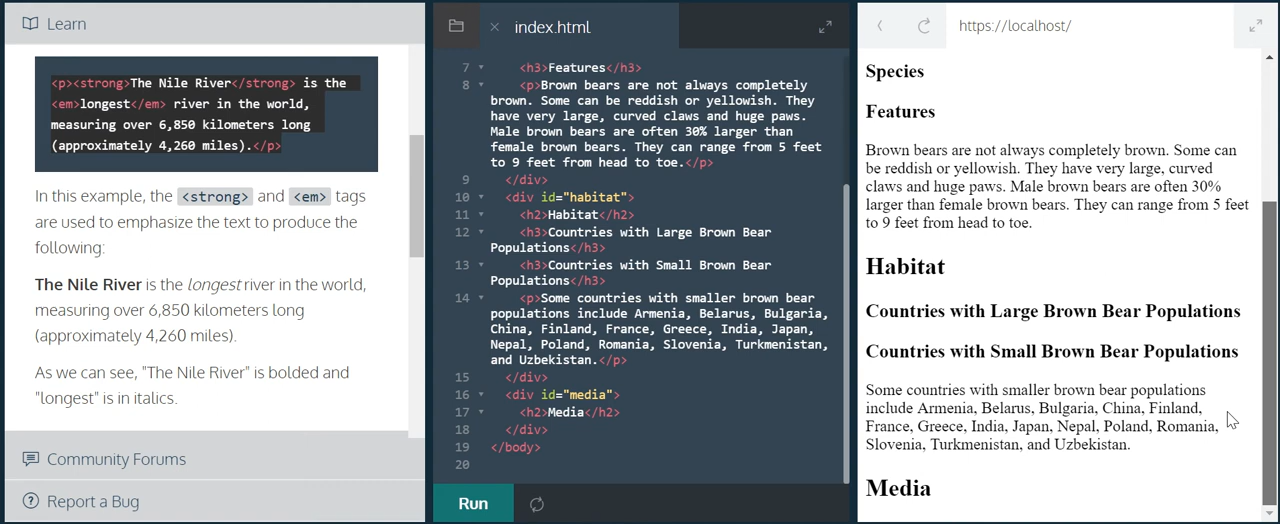 Learn
<p><strong>The Nile River</strong> is the
<em>longest</em> river in the world,
measuring over 6,850 kilometers long
(approximately 4,260 miles).</p>
In this example, the <strong> and <em> tags
are used to emphasize the text to produce the
following:
The Nile River is the longest river in the world,
measuring over 6,850 kilometers long
(approximately 4,260 miles).
As we can see, "The Nile River" is bolded and
"longest" is in italics.
Community Forums
Report a Bug
index.html
7 <h3>Features</h3>
8 <p>Brown bears are not always completely
brown. Some can be reddish or yellowish. They
have very large, curved claws and huge paws.
Male brown bears are often 30% larger than
female brown bears. They can range from 5 feet
to 9 feet from head to toe.</p>
9 </div>
10 <div id="habitat">
11 <h2>Habitat</h2>
12 <h3>Countries with Large Brown Bear
Populations</h3>
13 <h3>Countries with Small Brown Bear
Populations</h3>
14 <p>Some countries with smaller brown bear
populations include Armenia, Belarus, Bulgaria,
China, Finland, France, Greece, India, Japan,
Nepal, Poland, Romania, Slovenia, Turkmenistan,
and Uzbekistan.</p>
15 </div>
16 <div id="media">
17 <h2>Media</h2>
18 </div>
19 </body>
20
Run
https://localhost/
Species
Features
Brown bears are not always completely brown. Some can
be reddish or yellowish. They have very large, curved
claws and huge paws. Male brown bears are often 30%
larger than female brown bears. They can range from 5 feet
to 9 feet from head to toe.
Habitat
Countries with Large Brown Bear Populations
Countries with Small Brown Bear Populations
Some countries with smaller brown bear populations
include Armenia, Belarus, Bulgaria, China, Finland,
France, Greece, India, Japan, Nepal, Poland, Romania,
Slovenia, Turkmenistan, and Uzbekistan.
Media